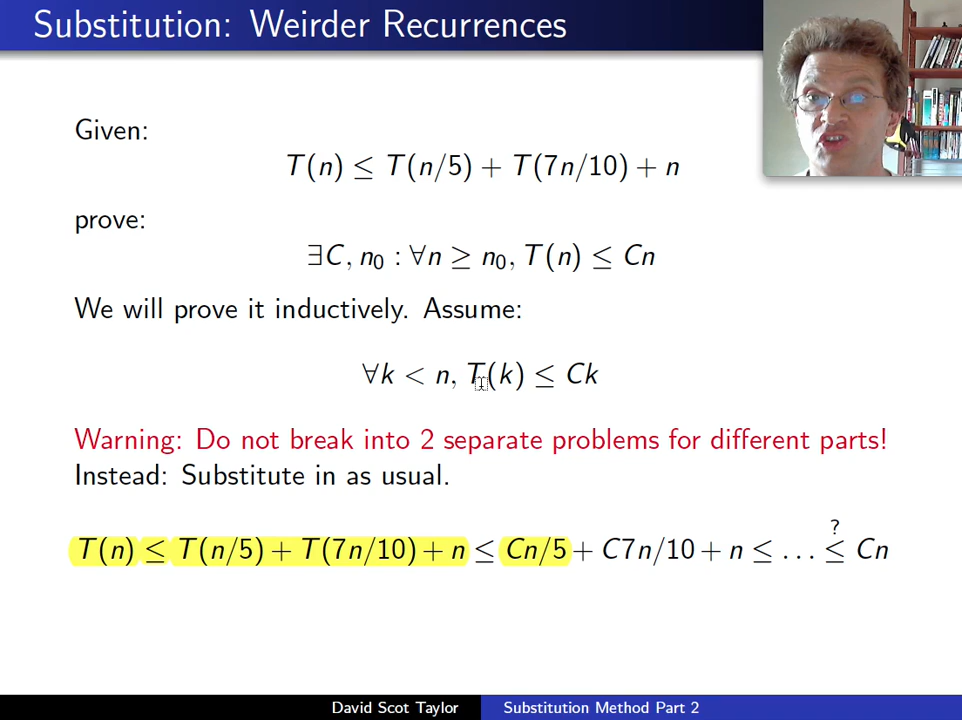 Substitution: Weirder Recurrences
Given:
T(n) ≤ T(n/5) + T(7n/10) + n
prove:
∃C, n₀ : ∀n ≥ n₀, T(n) ≤ Cn
We will prove it inductively. Assume:
∀k < n, T(k) ≤ Ck
Warning: Do not break into 2 separate problems for different parts!
Instead: Substitute in as usual.
T(n) ≤ T(n/5) + T(7n/10) + n ≤ Cn/5 + C7n/10 + n ≤ . . . ≤? Cn
David Scot Taylor Substitution Method Part 2